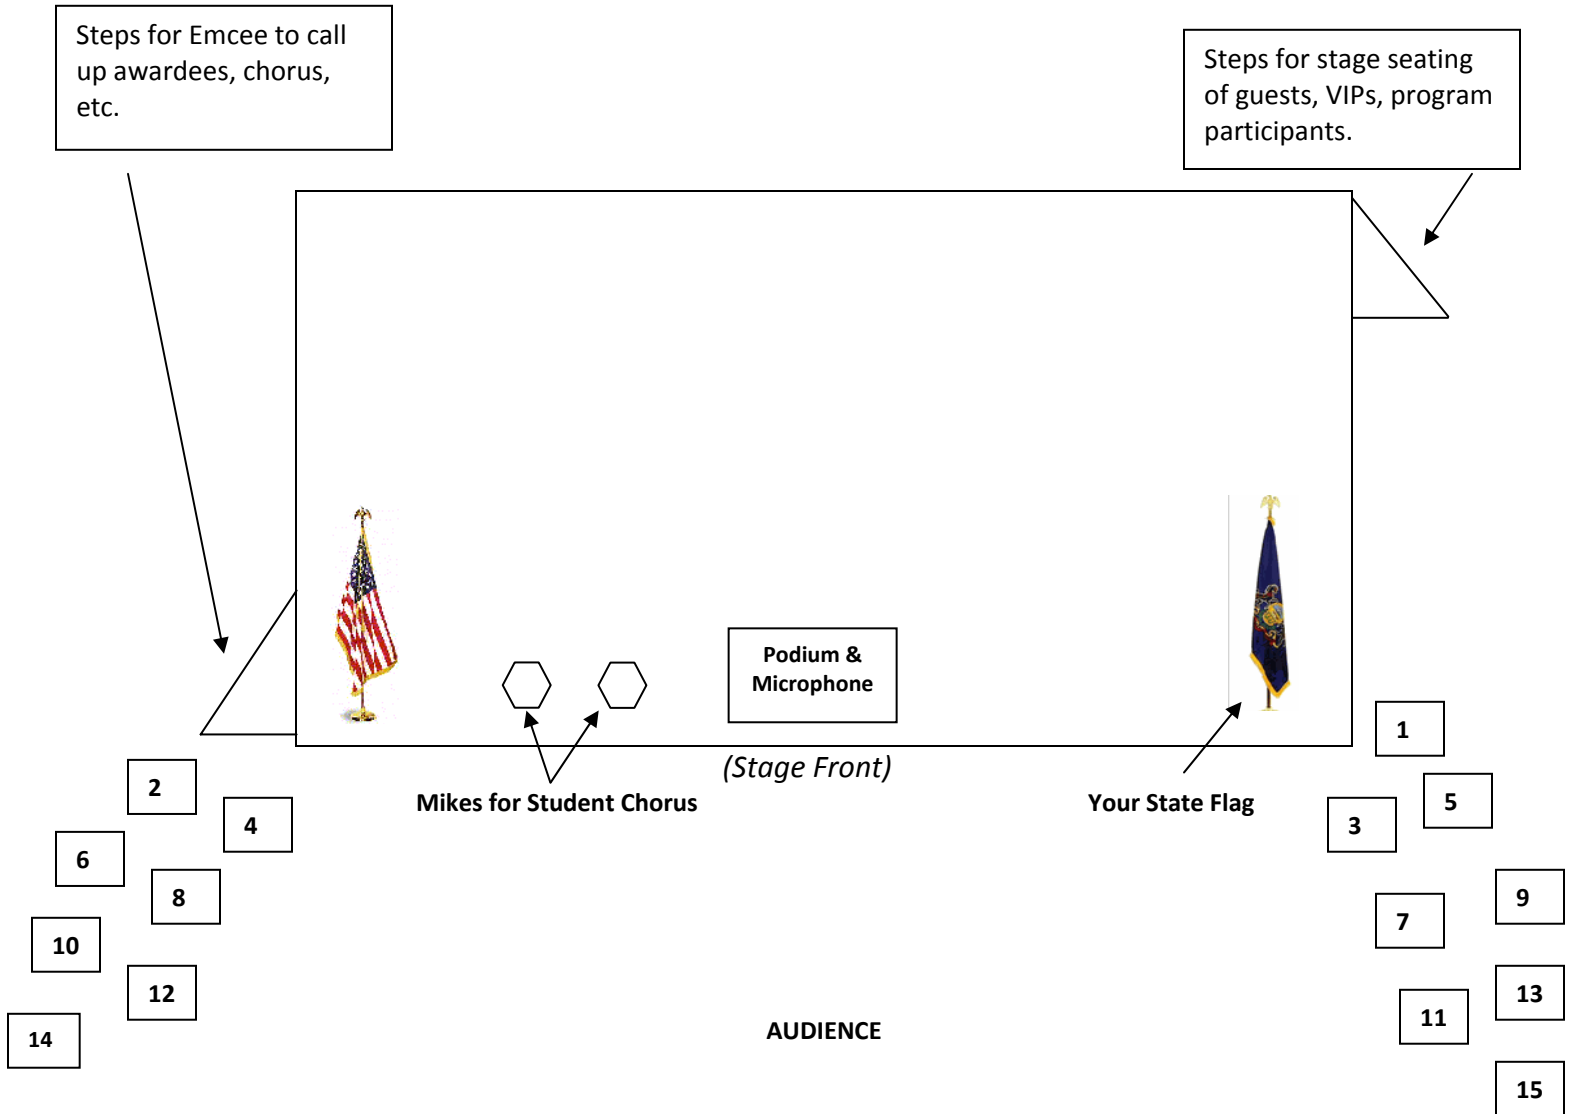 Steps for Emcee to call
up awardees, chorus,
etc.
Steps for stage seating
of guests, VIPs, program
participants.
Podium &
Microphone
(Stage Front)
Mikes for Student Chorus
Your State Flag
1
2
5
4
3
6
8
9
7
10
12
13
11
14
AUDIENCE
15